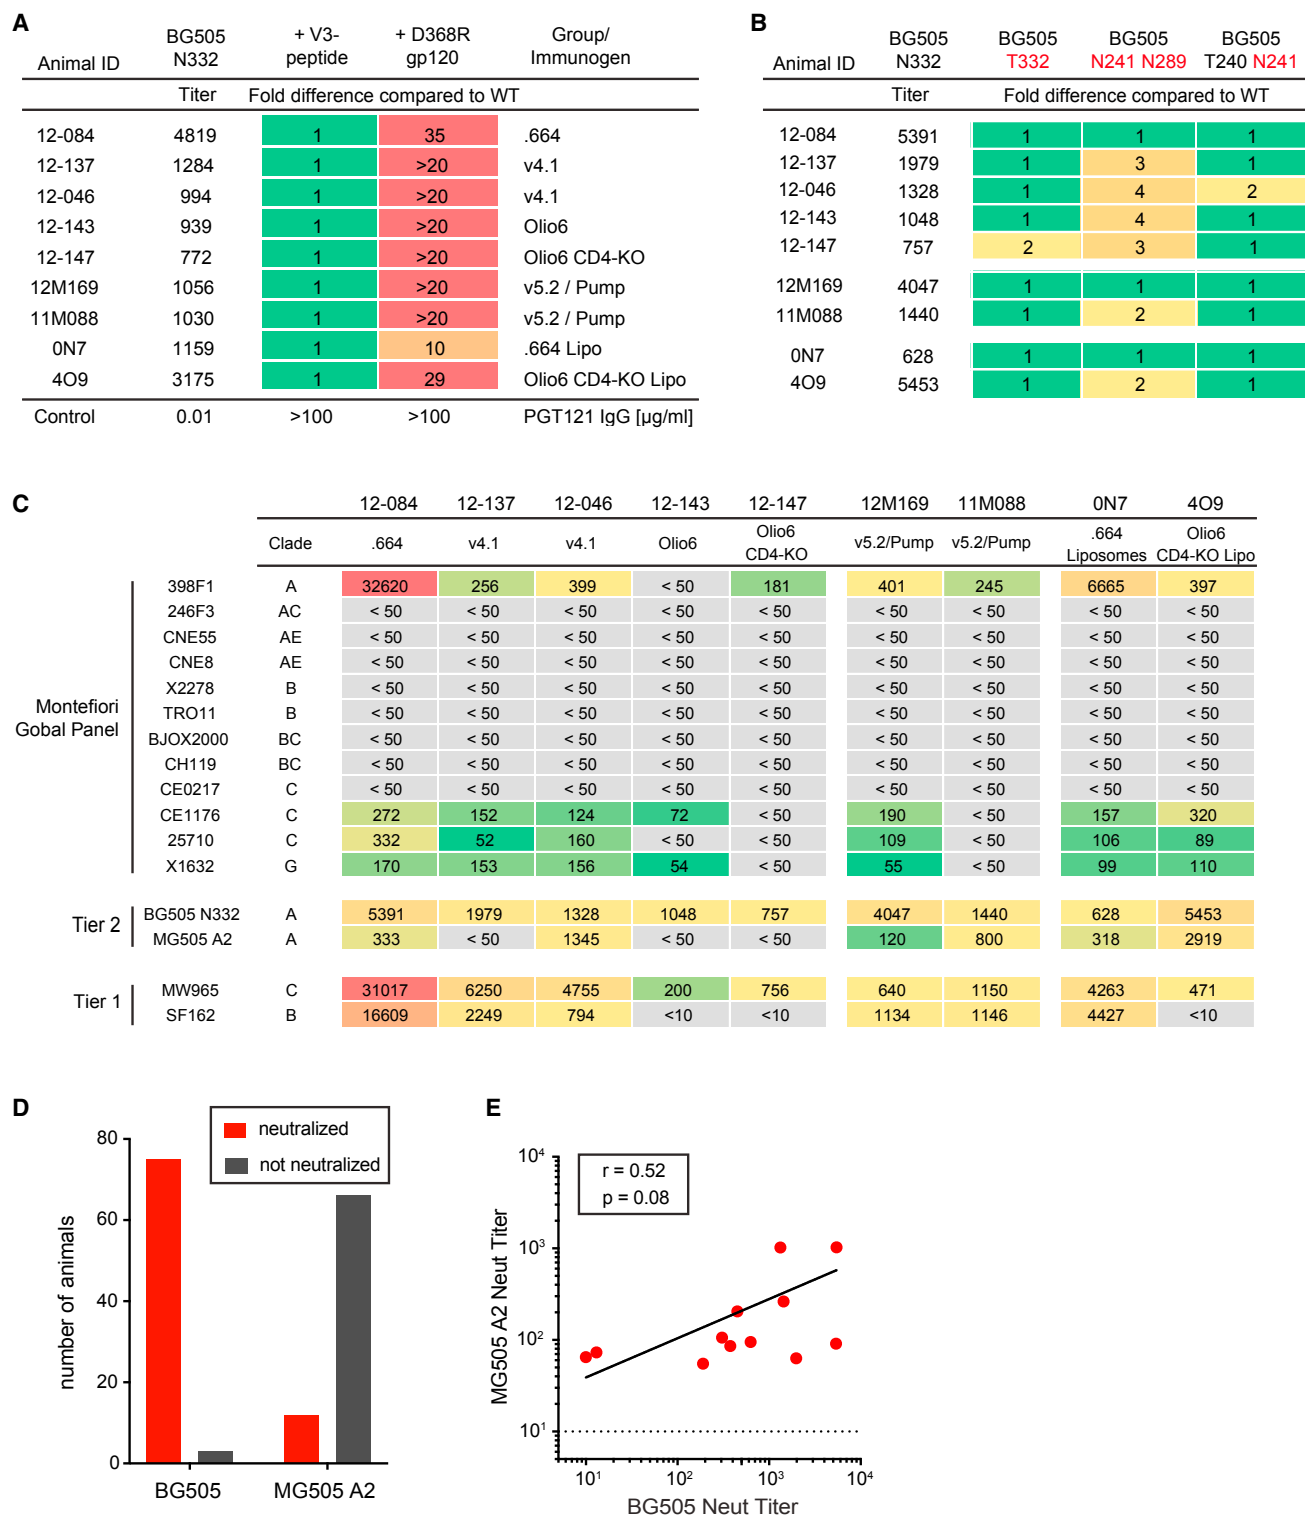 A
Animal ID BG505 N332 + V3-peptide + D368R gp120 Group/Immunogen
Titer Fold difference compared to WT
12-084 4819 1 35 .664
12-137 1284 1 >20 v4.1
12-046 994 1 >20 v4.1
12-143 939 1 >20 Olio6
12-147 772 1 >20 Olio6 CD4-KO
12M169 1056 1 >20 v5.2 / Pump
11M088 1030 1 >20 v5.2 / Pump
0N7 1159 1 10 .664 Lipo
4O9 3175 1 29 Olio6 CD4-KO Lipo
Control 0.01 >100 >100 PGT121 IgG [µg/ml]
B
Animal ID BG505 N332 BG505 T332 BG505 N241 N289 BG505 T240 N241
Titer Fold difference compared to WT
12-084 5391 1 1 1
12-137 1979 1 3 1
12-046 1328 1 4 2
12-143 1048 1 4 1
12-147 757 2 3 1
12M169 4047 1 1 1
11M088 1440 1 2 1
0N7 628 1 1 1
4O9 5453 1 2 1
C
12-084 12-137 12-046 12-143 12-147 12M169 11M088 0N7 4O9
Clade .664 v4.1 v4.1 Olio6 Olio6 CD4-KO v5.2/Pump v5.2/Pump .664 Liposomes Olio6 CD4-KO Lipo
Montefiori Gobal Panel
398F1 A 32620 256 399 < 50 181 401 245 6665 397
246F3 AC < 50 < 50 < 50 < 50 < 50 < 50 < 50 < 50 < 50
CNE55 AE < 50 < 50 < 50 < 50 < 50 < 50 < 50 < 50 < 50
CNE8 AE < 50 < 50 < 50 < 50 < 50 < 50 < 50 < 50 < 50
X2278 B < 50 < 50 < 50 < 50 < 50 < 50 < 50 < 50 < 50
TRO11 B < 50 < 50 < 50 < 50 < 50 < 50 < 50 < 50 < 50
BJOX2000 BC < 50 < 50 < 50 < 50 < 50 < 50 < 50 < 50 < 50
CH119 BC < 50 < 50 < 50 < 50 < 50 < 50 < 50 < 50 < 50
CE0217 C < 50 < 50 < 50 < 50 < 50 < 50 < 50 < 50 < 50
CE1176 C 272 152 124 72 < 50 190 < 50 157 320
25710 C 332 52 160 < 50 < 50 109 < 50 106 89
X1632 G 170 153 156 54 < 50 55 < 50 99 110
Tier 2
BG505 N332 A 5391 1979 1328 1048 757 4047 1440 628 5453
MG505 A2 A 333 < 50 1345 < 50 < 50 120 800 318 2919
Tier 1
MW965 C 31017 6250 4755 200 756 640 1150 4263 471
SF162 B 16609 2249 794 <10 <10 1134 1146 4427 <10
D
neutralized
not neutralized
number of animals
80
60
40
20
0
BG505 MG505 A2
E
r = 0.52
p = 0.08
MG505 A2 Neut Titer
10⁴
10³
10²
10¹
10¹ 10² 10³ 10⁴
BG505 Neut Titer